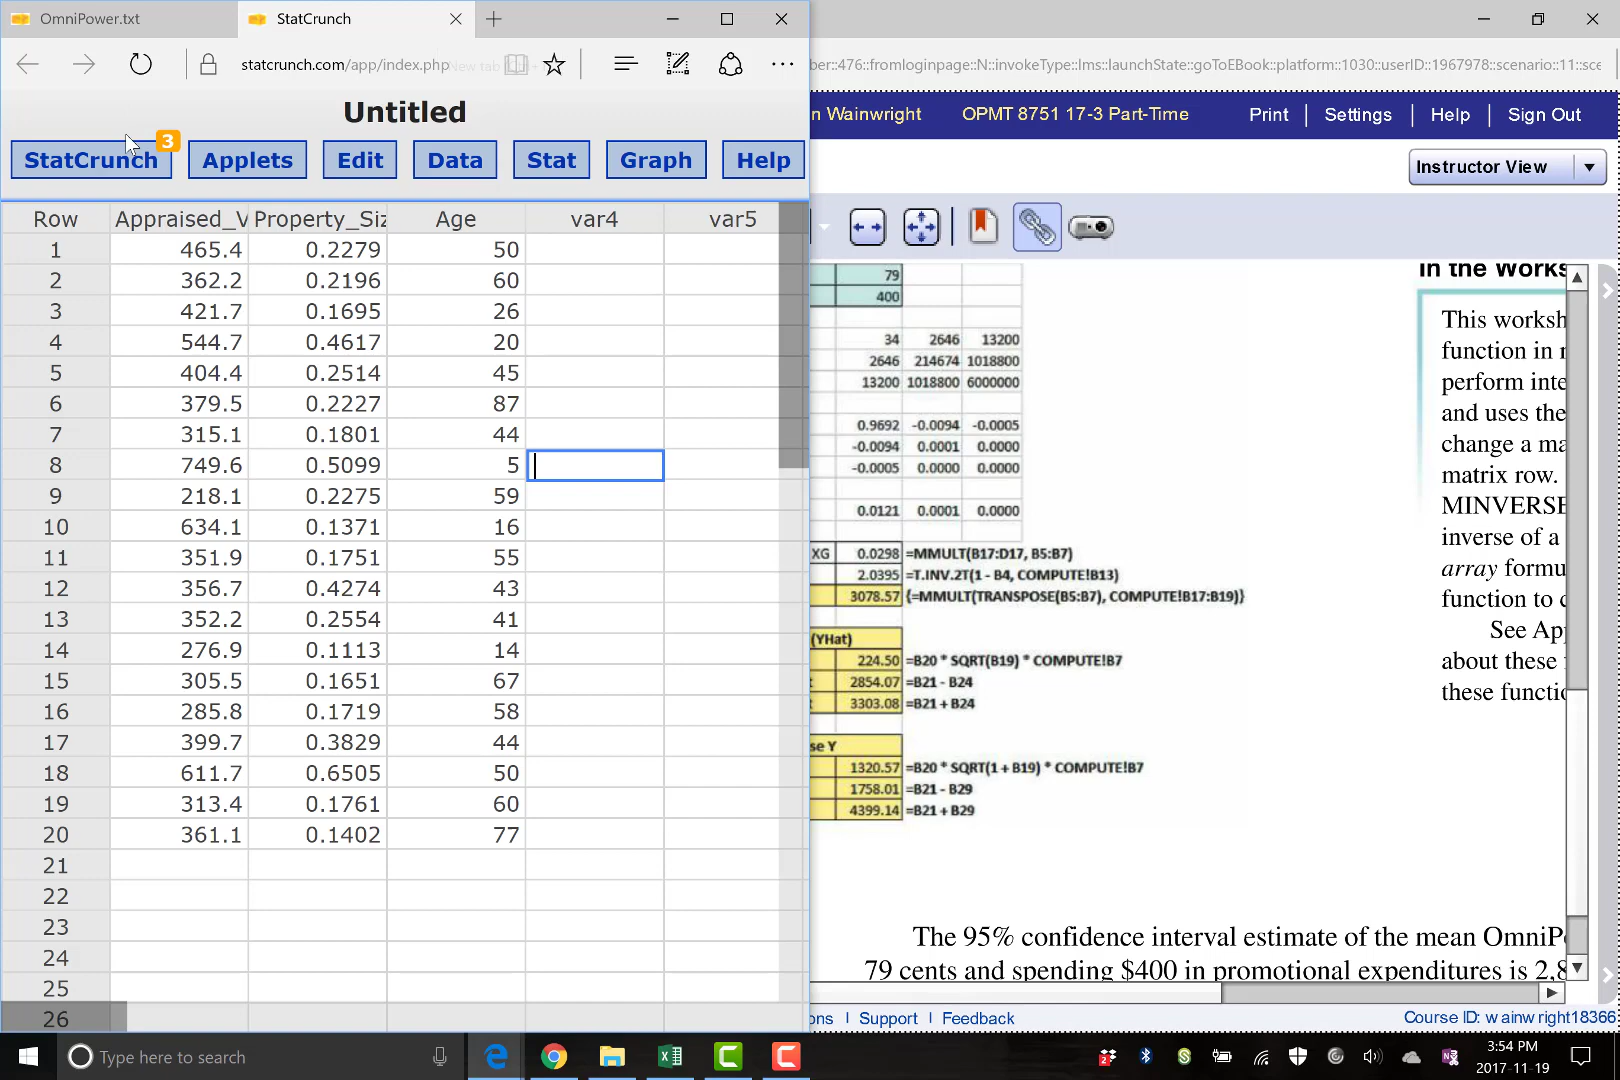 OmniPower.txt
StatCrunch
statcrunch.com/app/index.php
Untitled
3
StatCrunch Applets Edit Data Stat Graph Help
Row Appraised_V Property_Siz Age var4 var5
1 465.4 0.2279 50
2 362.2 0.2196 60
3 421.7 0.1695 26
4 544.7 0.4617 20
5 404.4 0.2514 45
6 379.5 0.2227 87
7 315.1 0.1801 44
8 749.6 0.5099 5
9 218.1 0.2275 59
10 634.1 0.1371 16
11 351.9 0.1751 55
12 356.7 0.4274 43
13 352.2 0.2554 41
14 276.9 0.1113 14
15 305.5 0.1651 67
16 285.8 0.1719 58
17 399.7 0.3829 44
18 611.7 0.6505 50
19 313.4 0.1761 60
20 361.1 0.1402 77
21
22
23
24
25
26
ber::476::fromloginpage::N::invokeType::lms::launchState::goToEBook::platform::1030::userID::1967978::scenario::11::sce
n Wainwright OPMT 8751 17-3 Part-Time Print Settings Help Sign Out
Instructor View
79
400
34 2646 13200
2646 214674 1018800
13200 1018800 6000000
0.9692 -0.0094 -0.0005
-0.0094 0.0001 0.0000
-0.0005 0.0000 0.0000
0.0121 0.0001 0.0000
XG 0.0298 =MMULT(B17:D17, B5:B7)
2.0395 =T.INV.2T(1 - B4, COMPUTE!B13)
3078.57 {=MMULT(TRANSPOSE(B5:B7), COMPUTE!B17:B19)}
(YHat)
224.50 =B20 * SQRT(B19) * COMPUTE!B7
t 2854.07 =B21 - B24
t 3303.08 =B21 + B24
se Y
1320.57 =B20 * SQRT(1 + B19) * COMPUTE!B7
1758.01 =B21 - B29
4399.14 =B21 + B29
In the Works
This worksh
function in r
perform inte
and uses the
change a ma
matrix row.
MINVERSE
inverse of a
array formu
function to c
See App
about these f
these functio
The 95% confidence interval estimate of the mean OmniP
79 cents and spending $400 in promotional expenditures is 2,8
ons | Support | Feedback
Course ID: wainwright18366
Type here to search
3:54 PM
2017-11-19